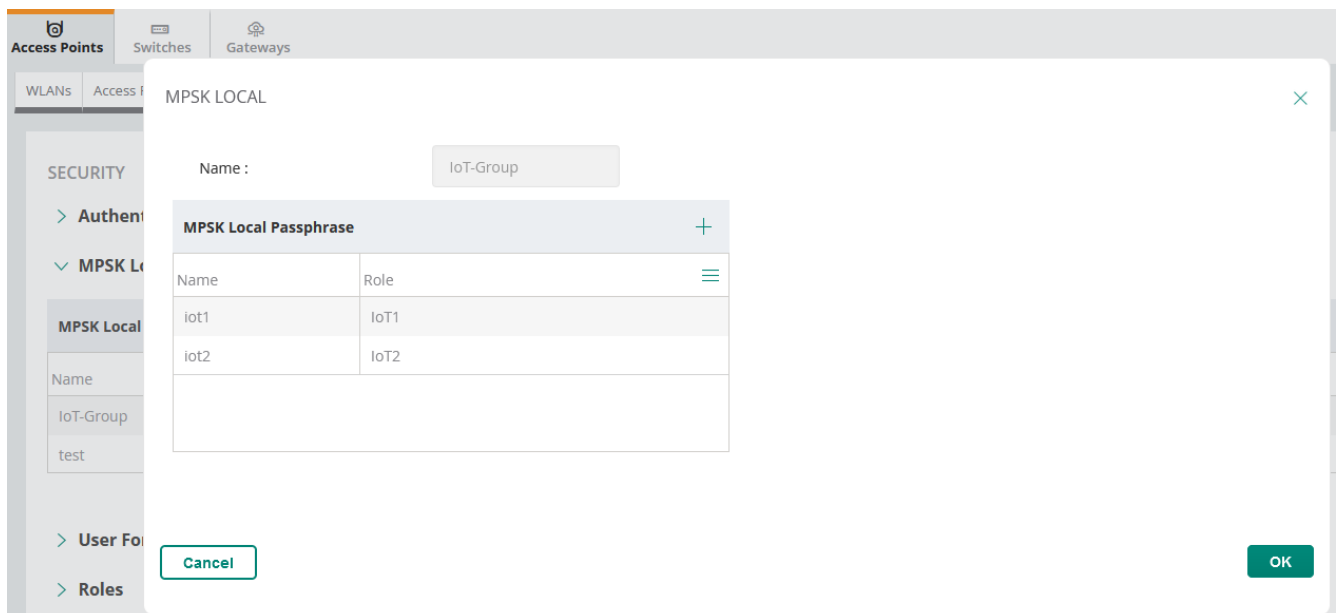 Access Points
Switches
Gateways
WLANs
Access
MPSK LOCAL
Name :
IoT-Group
SECURITY
MPSK Local Passphrase
Name
Role
iot1
IoT1
iot2
IoT2
MPSK Local
Name
IoT-Group
test
User
Roles
Cancel
OK